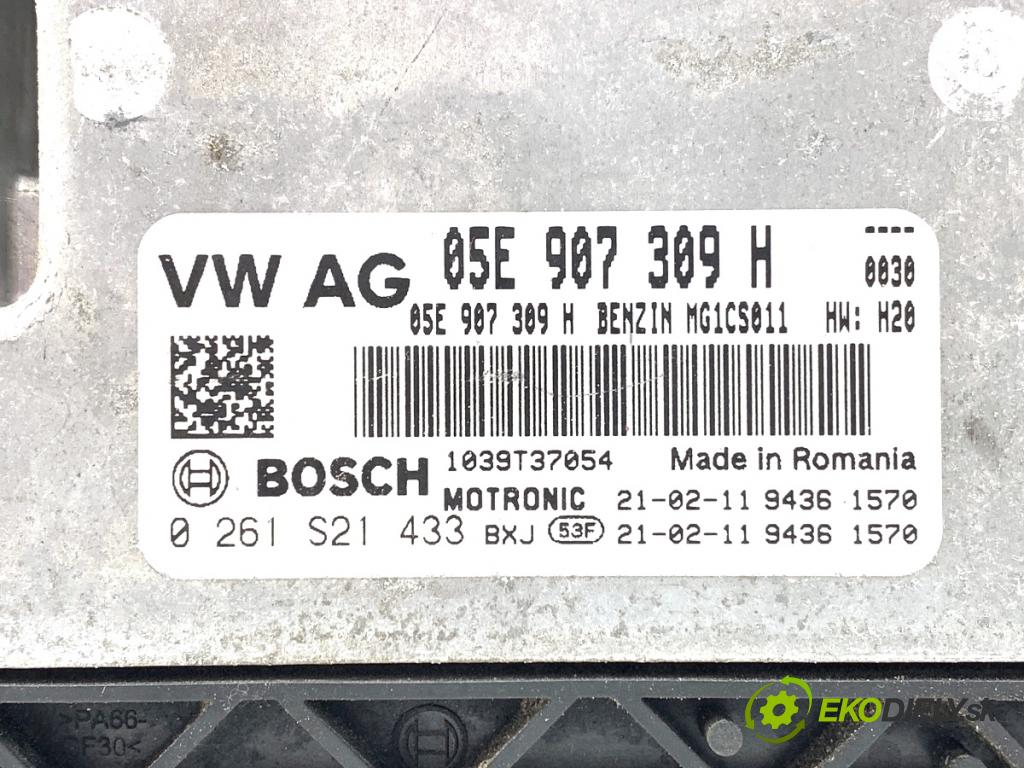 VW AG 05E 907 309 H ----
0030
05E 907 309 H BENZIN MG1CS011 HW: H20
BOSCH 1039T37054 Made in Romania
MOTRONIC 21-02-11 9436 1570
0 261 S21 433 BXJ 53F 21-02-11 9436 1570
>PA66-
F30<
EKODIELY.sk